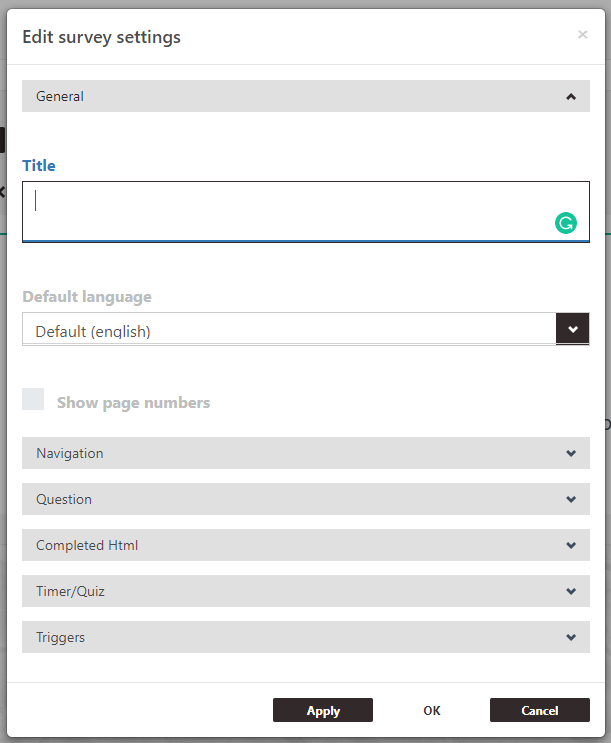 Edit survey settings
General
Title
Default language
Default (english)
Show page numbers
Navigation
Question
Completed Html
Timer/Quiz
Triggers
Apply OK Cancel